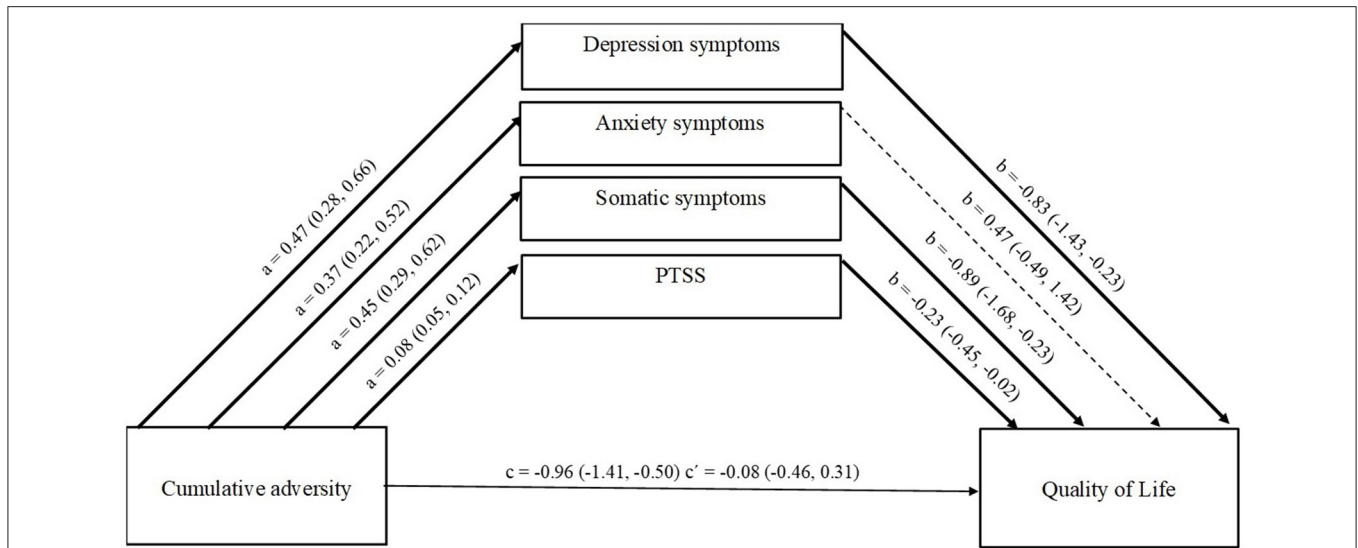 Depression symptoms
Anxiety symptoms
Somatic symptoms
PTSS
a = 0.47 (0.28, 0.66)
a = 0.37 (0.22, 0.52)
a = 0.45 (0.29, 0.62)
a = 0.08 (0.05, 0.12)
b = -0.83 (-1.43, -0.23)
b = 0.47 (-0.49, 1.42)
b = -0.89 (-1.68, -0.23)
b = -0.23 (-0.45, -0.02)
Cumulative adversity
c = -0.96 (-1.41, -0.50) c´ = -0.08 (-0.46, 0.31)
Quality of Life